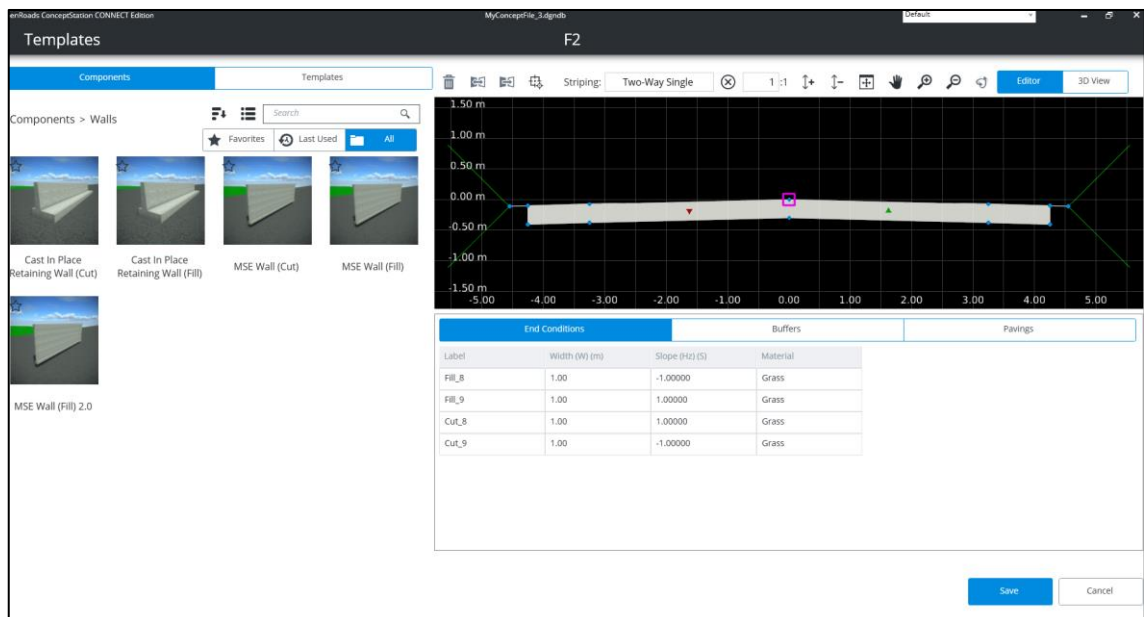 enRoads ConceptStation CONNECT Edition
MyConceptFile_3.dgndb
Default
Templates
F2
Components
Templates
Striping:
Two-Way Single
1 :1
Editor
3D View
Components > Walls
Search
Favorites
Last Used
All
Cast In Place
Retaining Wall (Cut)
Cast In Place
Retaining Wall (Fill)
MSE Wall (Cut)
MSE Wall (Fill)
MSE Wall (Fill) 2.0
1.50 m
1.00 m
0.50 m
0.00 m
-0.50 m
-1.00 m
-1.50 m
-5.00 -4.00 -3.00 -2.00 -1.00 0.00 1.00 2.00 3.00 4.00 5.00
End Conditions
Buffers
Pavings
Label Width (W) (m) Slope (Hz) (S) Material
Fill_8 1.00 -1.00000 Grass
Fill_9 1.00 1.00000 Grass
Cut_8 1.00 1.00000 Grass
Cut_9 1.00 -1.00000 Grass
Save
Cancel